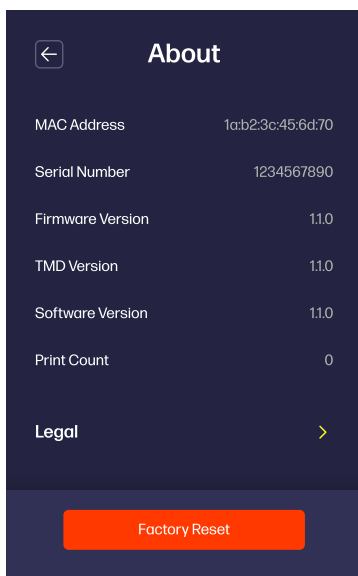 About
MAC Address 1a:b2:3c:45:6d:70
Serial Number 1234567890
Firmware Version 1.1.0
TMD Version 1.1.0
Software Version 1.1.0
Print Count 0
Legal
Factory Reset